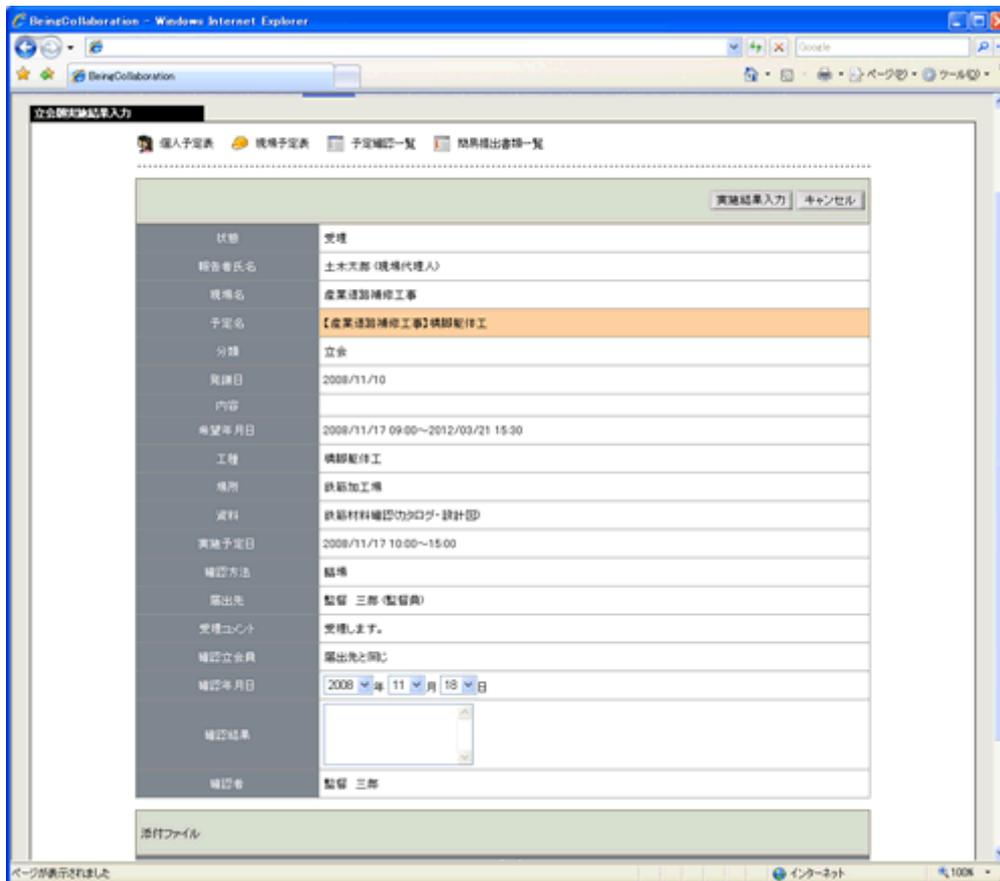 BeingCollaboration - Windows Internet Explorer
Google
BeingCollaboration
ページ(P) ツール(O)
立会願実施結果入力
個人予定表 現場予定表 予定確認一覧 簡易提出書類一覧
実施結果入力 キャンセル
状態 受理
報告者氏名 土木太郎(現場代理人)
現場名 産業道路補修工事
予定名 【産業道路補修工事】橋脚躯体工
分類 立会
発議日 2008/11/10
内容
希望年月日 2008/11/17 09:00～2012/03/21 15:30
工種 橋脚躯体工
場所 鉄筋加工場
資料 鉄筋材料確認(カタログ・設計図)
実施予定日 2008/11/17 10:00～15:00
確認方法 臨場
届出先 監督 三郎(監督員)
受理コメント 受理します。
確認立会員 届出先と同じ
確認年月日 2008 年 11 月 18 日
確認結果
確認者 監督 三郎
添付ファイル
ページが表示されました インターネット 100%